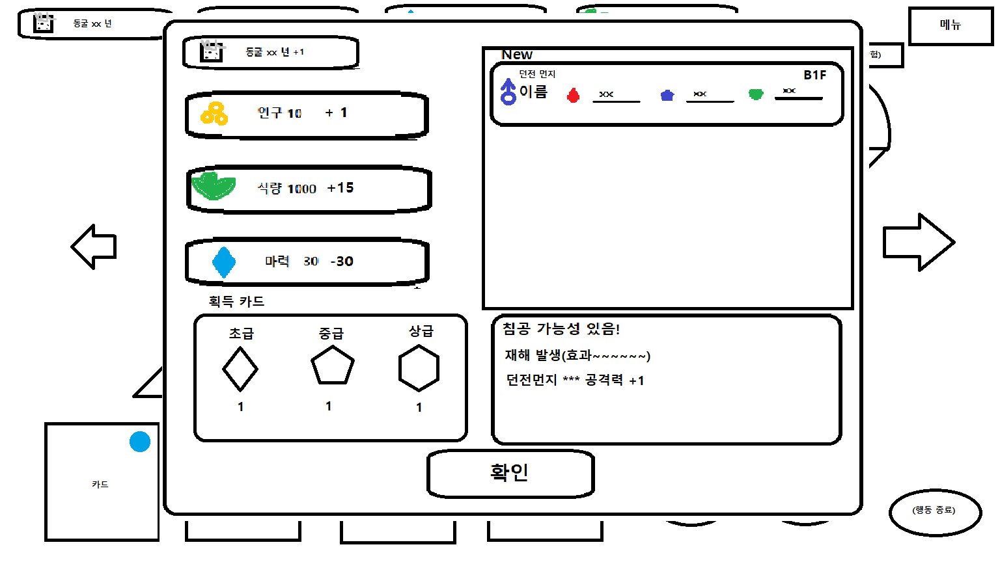 동굴 xx 년
메뉴
험)
동굴 xx 년 +1
New
던전 먼지
이름
xx
xx
xx
B1F
인구 10 + 1
식량 1000 +15
마력 30 -30
획득 카드
초급 중급 상급
1 1 1
침공 가능성 있음!
재해 발생(효과~~~~~~)
던전먼지 *** 공격력 +1
확인
카드
(행동 종료)